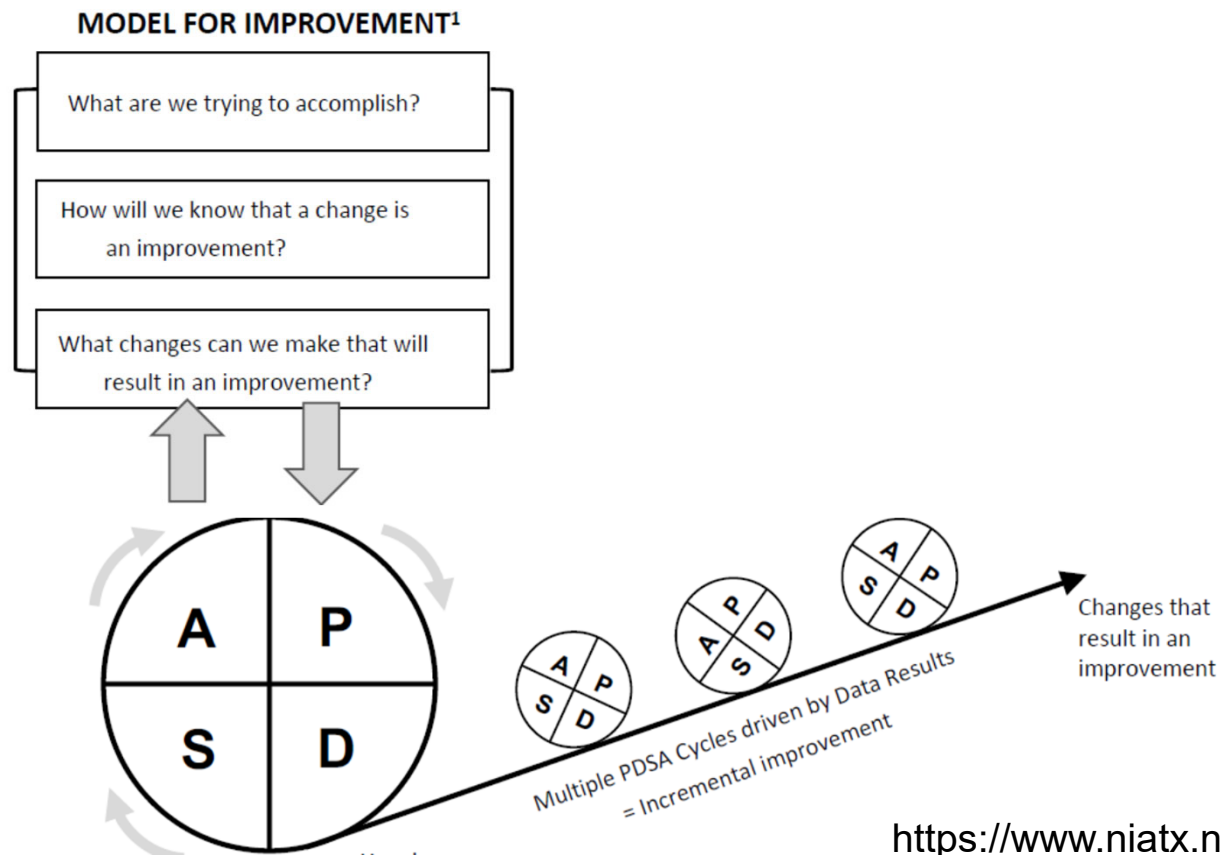 MODEL FOR IMPROVEMENT¹
What are we trying to accomplish?
How will we know that a change is
an improvement?
What changes can we make that will
result in an improvement?
A P
S D
A P
S D
A P
S D
A P
S D
Multiple PDSA Cycles driven by Data Results
= Incremental improvement
Changes that
result in an
improvement
https://www.niatx.n